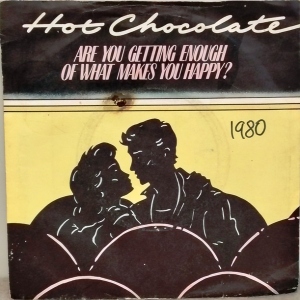 Hot Chocolate
ARE YOU GETTING ENOUGH
OF WHAT MAKES YOU HAPPY?
1980